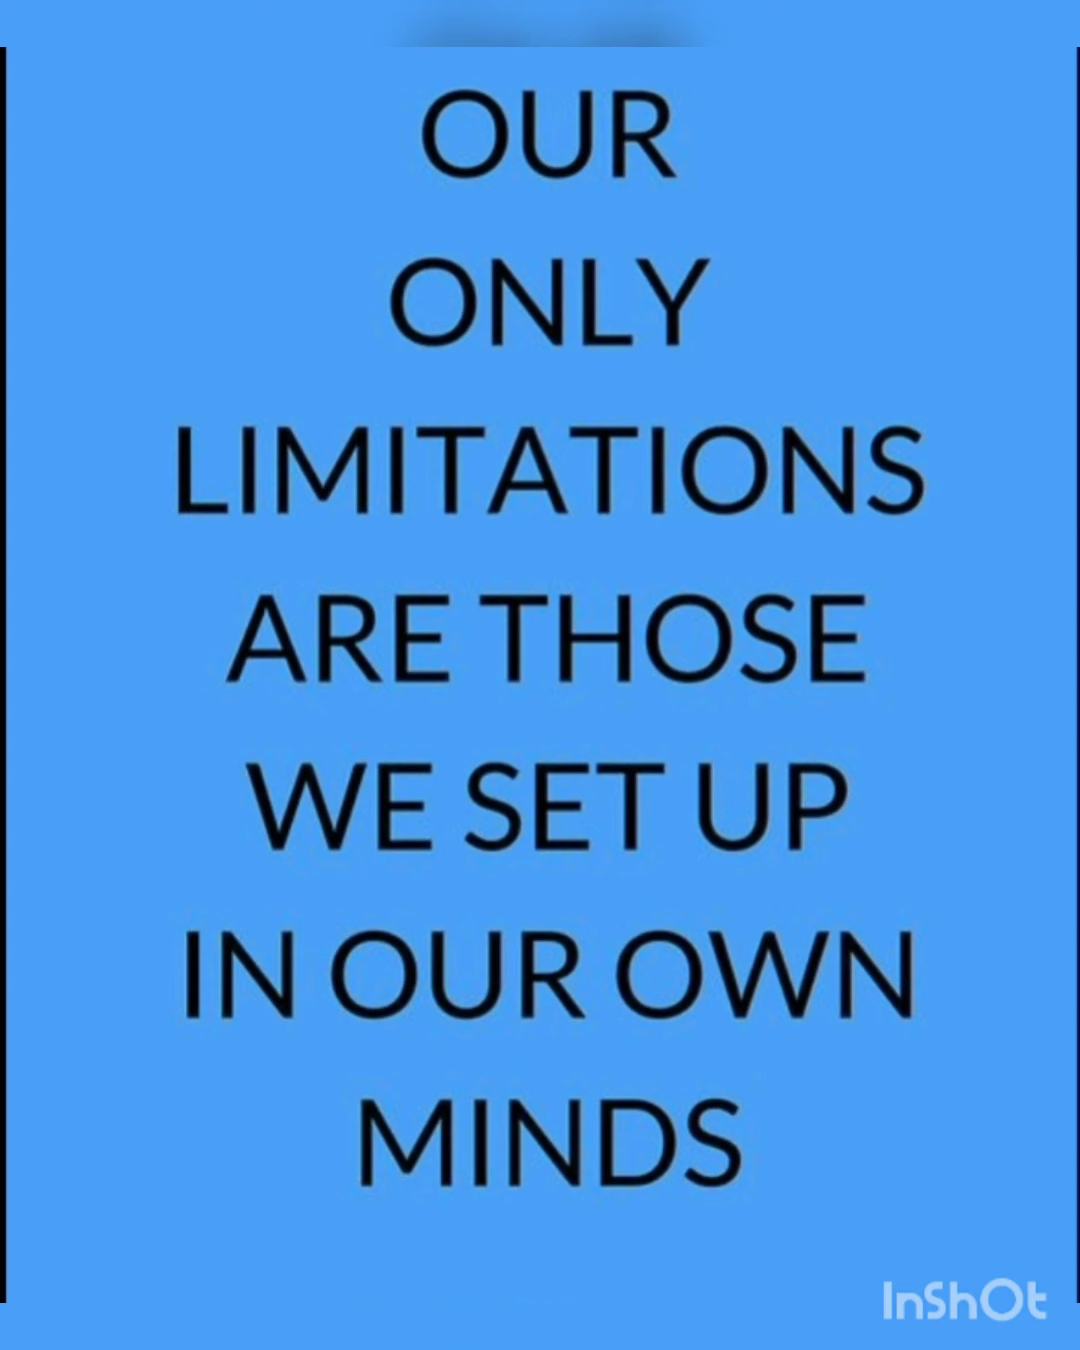 OUR
ONLY
LIMITATIONS
ARE THOSE
WE SET UP
IN OUR OWN
MINDS
InShOt